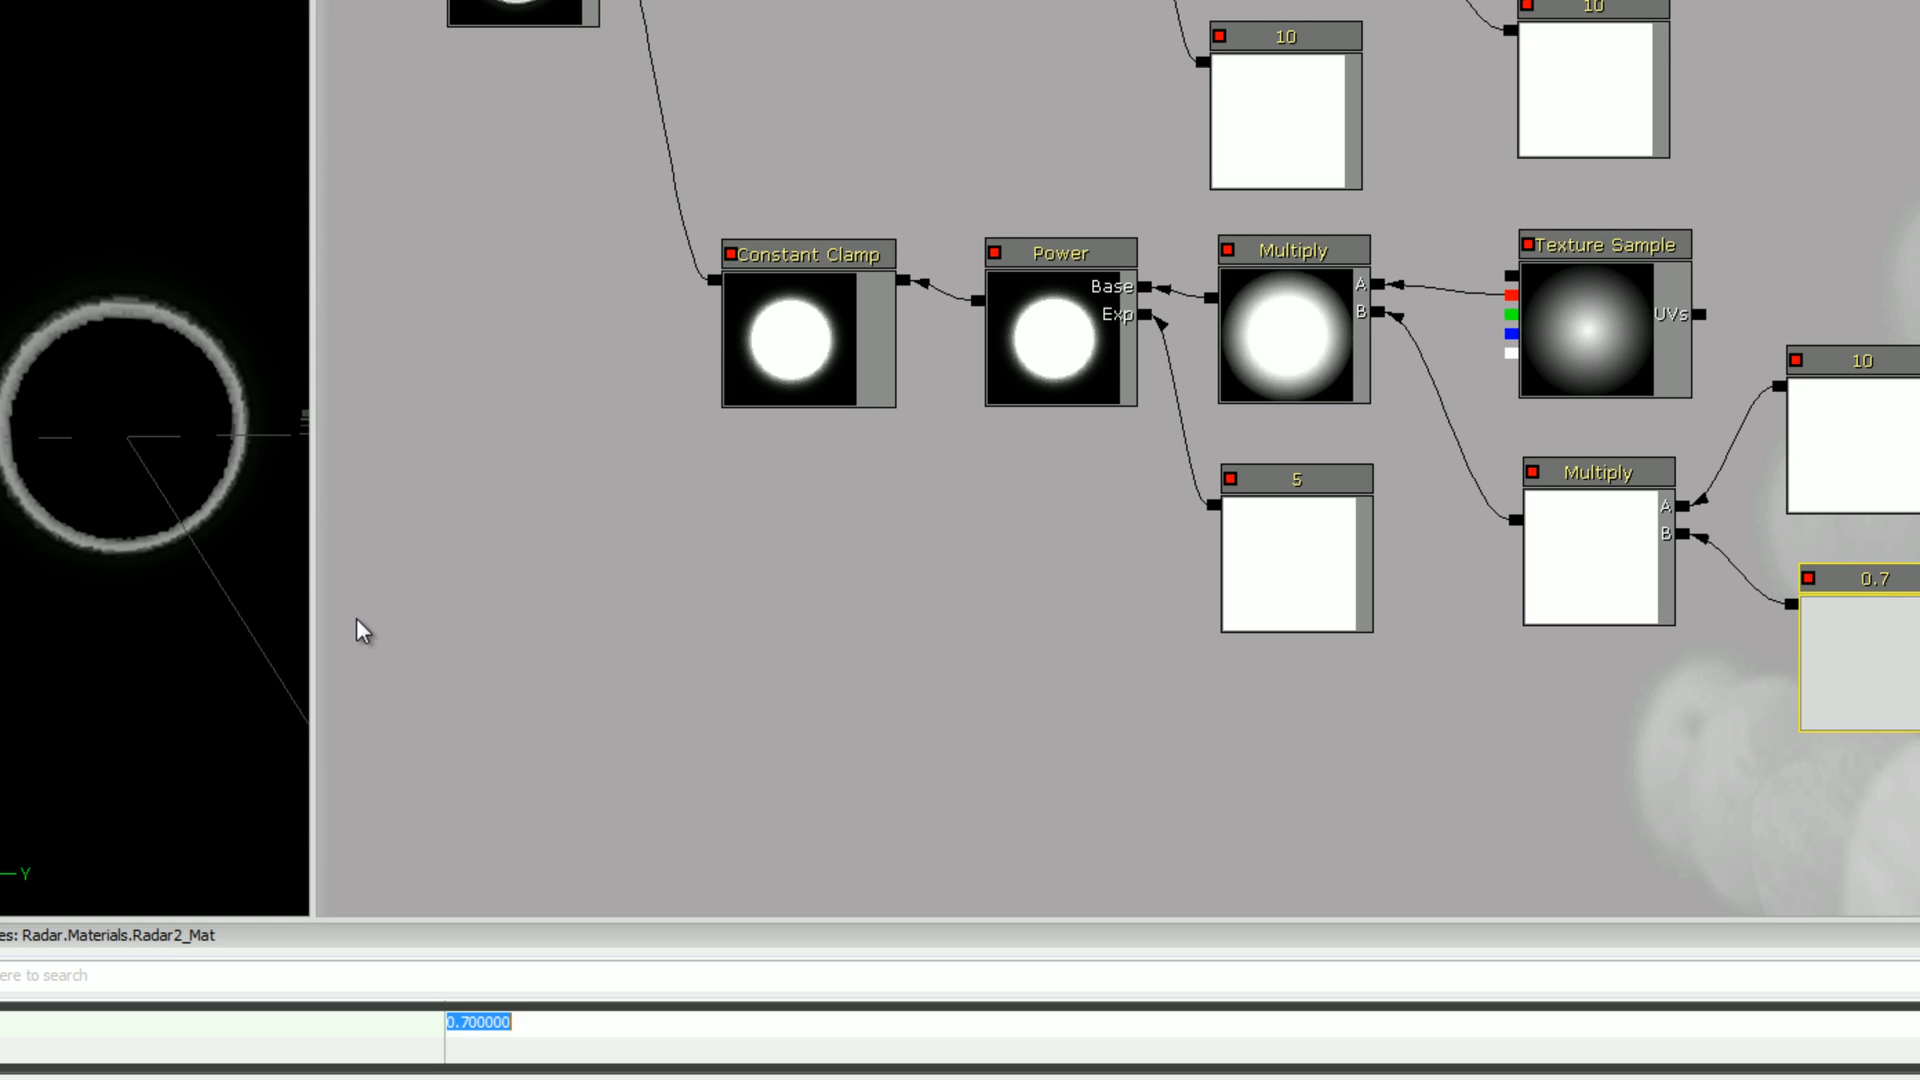 10
10
Constant Clamp
Power
Base
Exp
Multiply
A
B
Texture Sample
UVs
10
5
Multiply
A
B
0.7
Y
es: Radar.Materials.Radar2_Mat
ere to search
0.700000